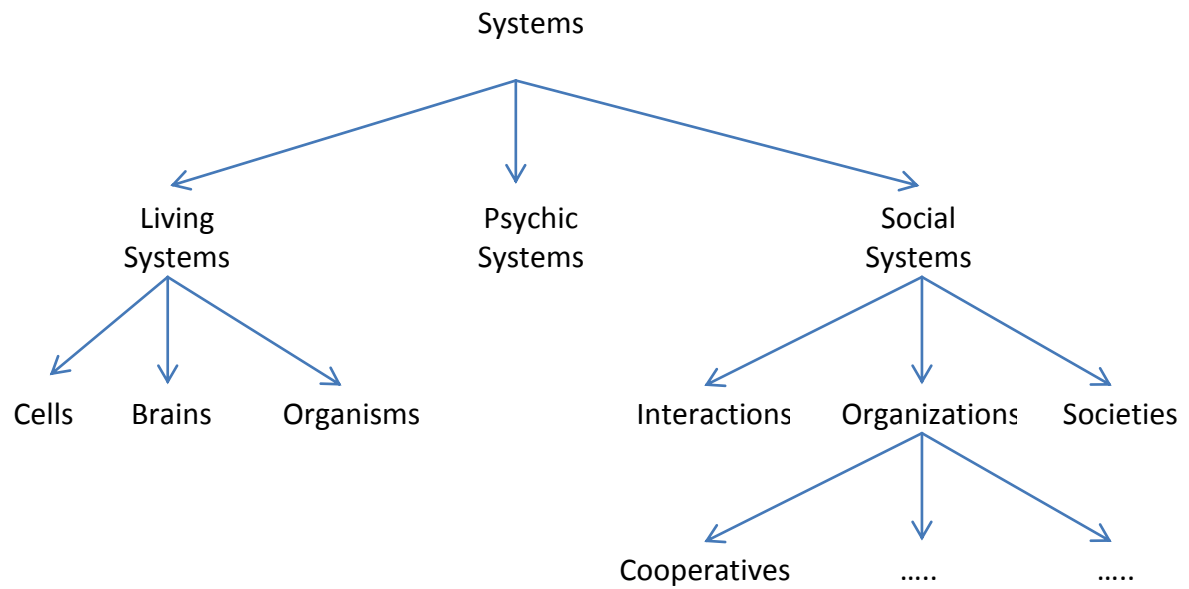 Systems
Living
Systems
Psychic
Systems
Social
Systems
Cells
Brains
Organisms
Interactions
Organizations
Societies
Cooperatives
.....
.....